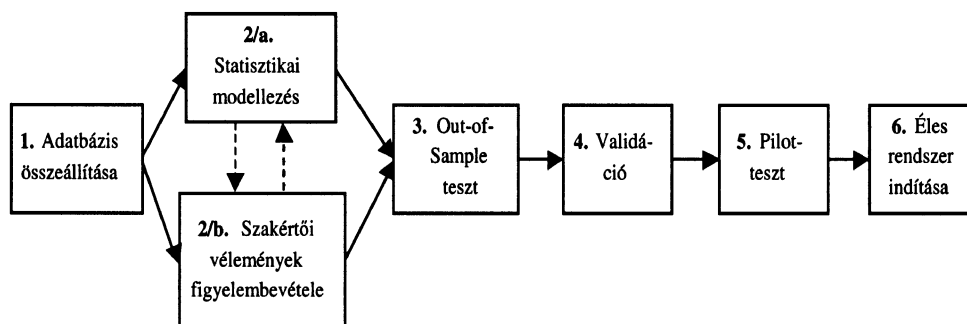 1. Adatbázis
összeállítása
2/a.
Statisztikai
modellezés
2/b. Szakértői
vélemények
figyelembevétele
3. Out-of-
Sample
teszt
4. Validá-
ció
5. Pilot-
teszt
6. Éles
rendszer
indítása